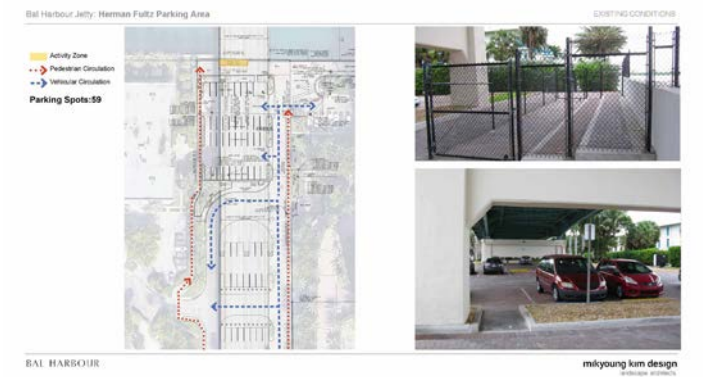 Bal Harbour Jetty: Herman Fultz Parking Area
EXISTING CONDITIONS
Activity Zone
Pedestrian Circulation
Vehicular Circulation
Parking Spots:59
BAL HARBOUR
mikyoung kim design
landscape architects